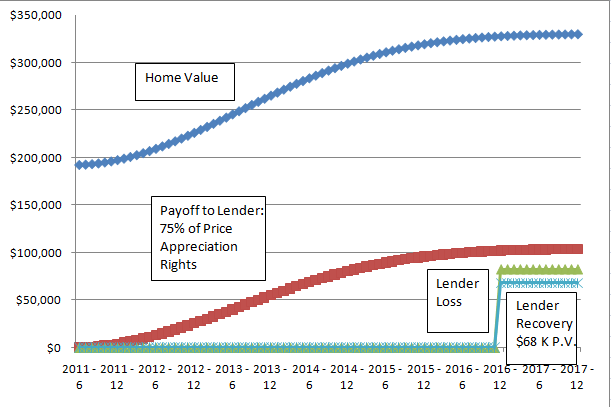 $350,000
$300,000
$250,000
$200,000
$150,000
$100,000
$50,000
$0
Home Value
Payoff to Lender:
75% of Price
Appreciation
Rights
Lender
Loss
Lender
Recovery
$68 K P.V.
2011 - 2011 - 2012 - 2012 - 2013 - 2013 - 2014 - 2014 - 2015 - 2015 - 2016 - 2016 - 2017 - 2017 -
6 12 6 12 6 12 6 12 6 12 6 12 6 12